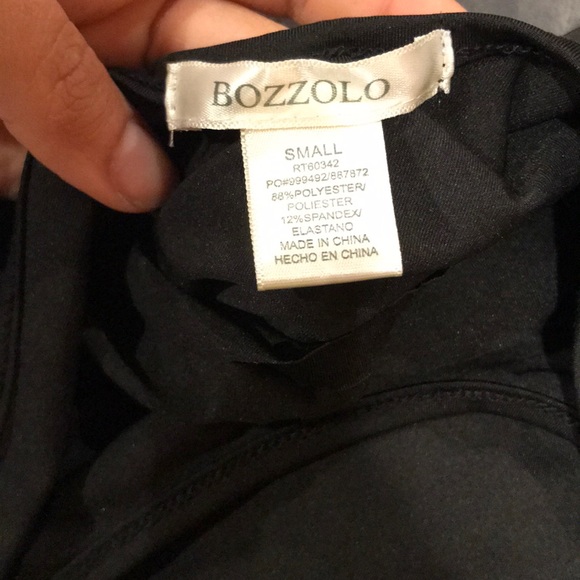 BOZZOLO
SMALL
RT60342
PO#999492/887872
88%POLYESTER/
POLIESTER
12%SPANDEX/
ELASTANO
MADE IN CHINA
HECHO EN CHINA